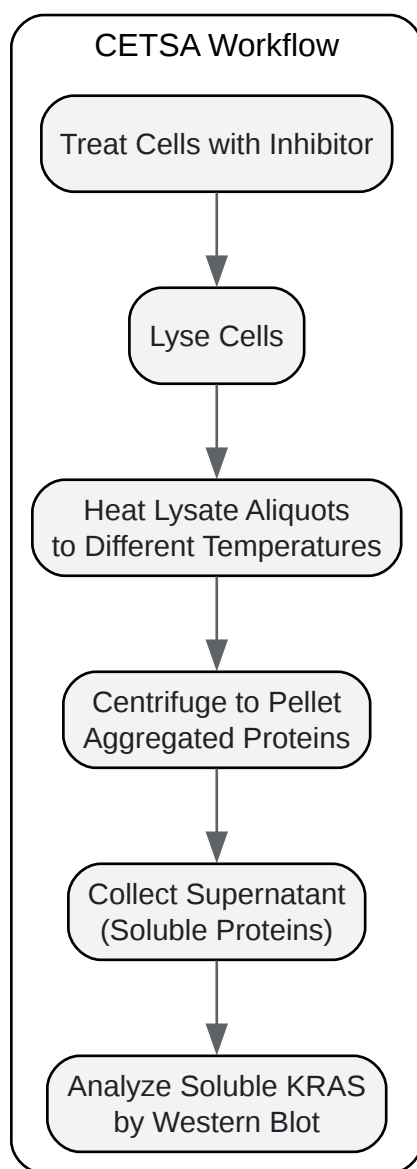 CETSA Workflow
Treat Cells with Inhibitor
Lyse Cells
Heat Lysate Aliquots
to Different Temperatures
Centrifuge to Pellet
Aggregated Proteins
Collect Supernatant
(Soluble Proteins)
Analyze Soluble KRAS
by Western Blot